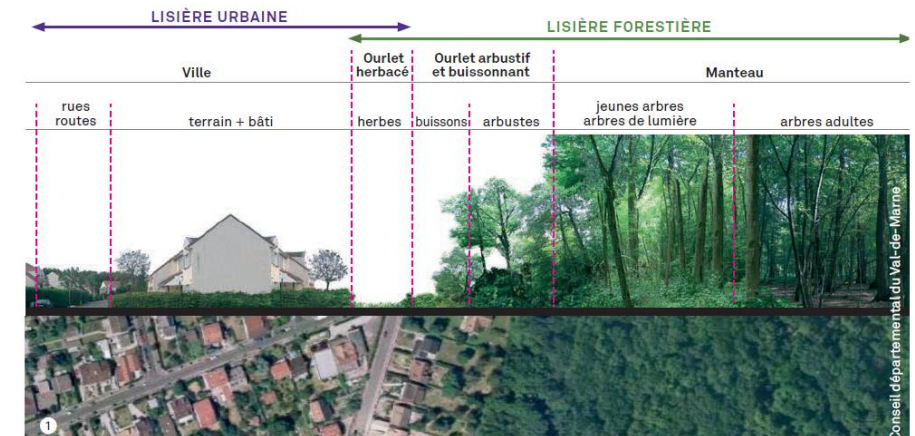 LISIÈRE URBAINE
LISIÈRE FORESTIÈRE
Ville
Ourlet
herbacé
Ourlet arbustif
et buissonnant
Manteau
rues
routes
terrain + bâti
herbes
buissons
arbustes
jeunes arbres
arbres de lumière
arbres adultes
Conseil départemental du Val-de-Marne
1